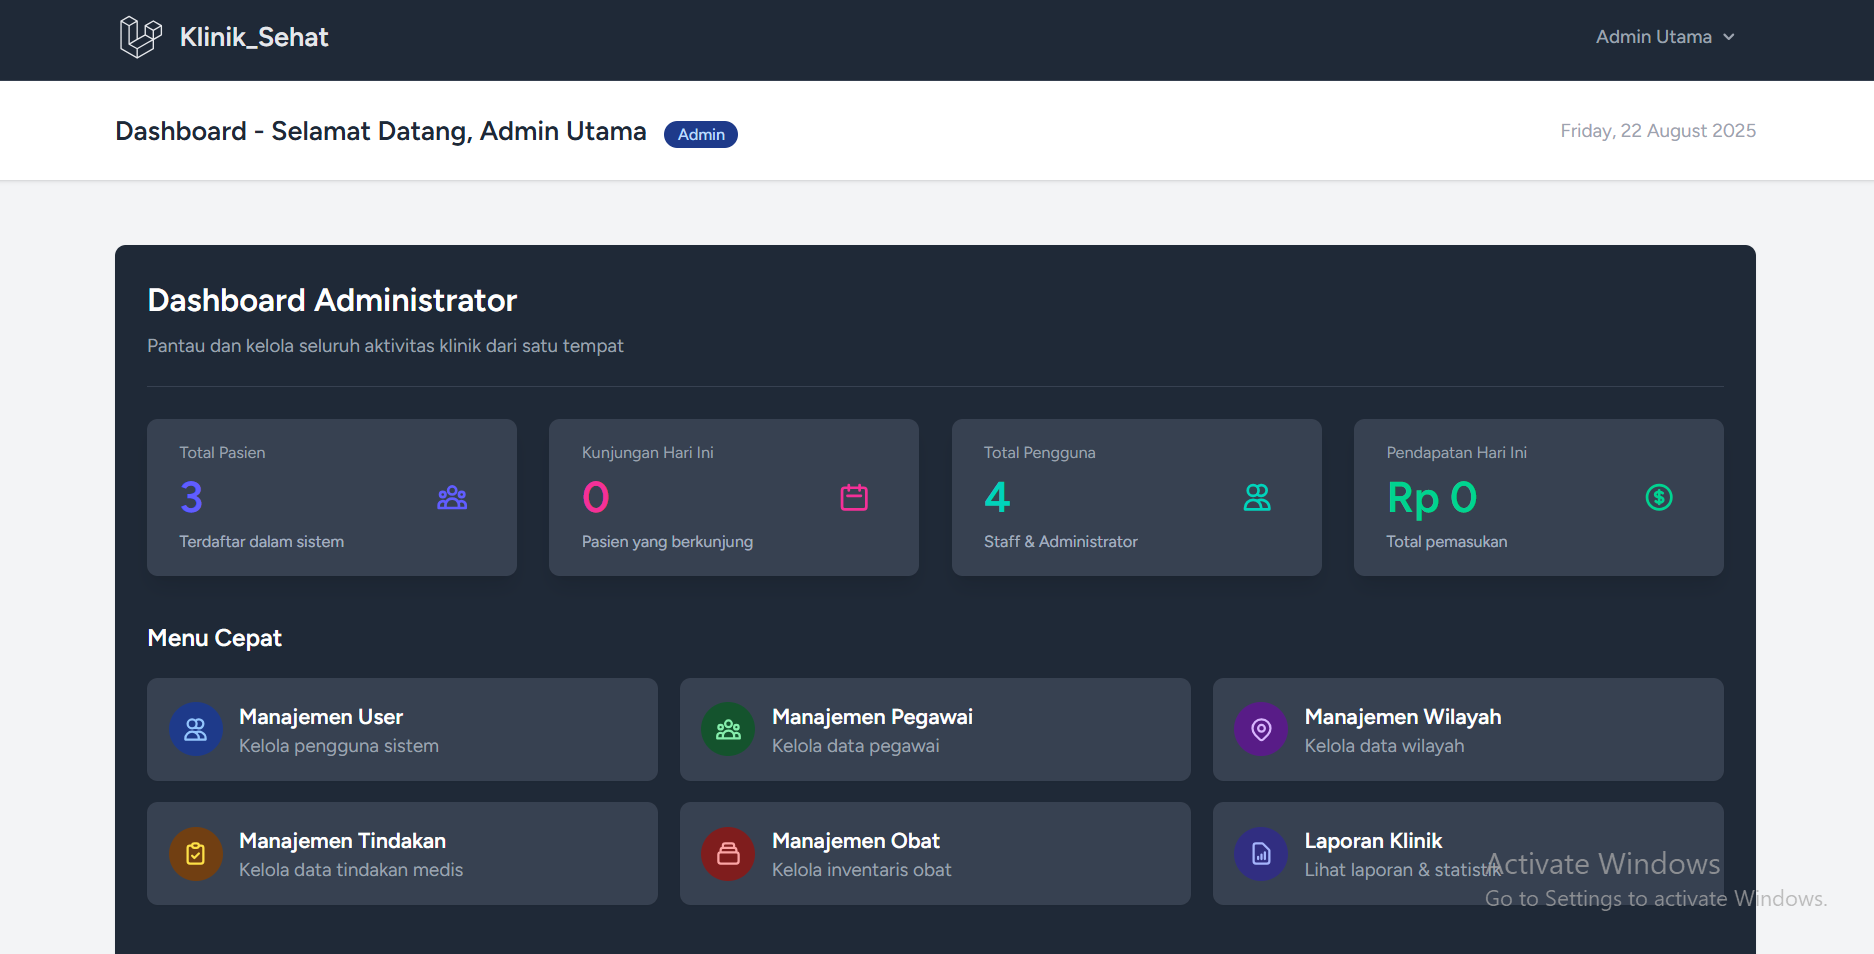 Klinik_Sehat
Admin Utama
Dashboard - Selamat Datang, Admin Utama
Admin
Friday, 22 August 2025
Dashboard Administrator
Pantau dan kelola seluruh aktivitas klinik dari satu tempat
Total Pasien
3
Terdaftar dalam sistem
Kunjungan Hari Ini
0
Pasien yang berkunjung
Total Pengguna
4
Staff & Administrator
Pendapatan Hari Ini
Rp 0
Total pemasukan
Menu Cepat
Manajemen User
Kelola pengguna sistem
Manajemen Pegawai
Kelola data pegawai
Manajemen Wilayah
Kelola data wilayah
Manajemen Tindakan
Kelola data tindakan medis
Manajemen Obat
Kelola inventaris obat
Laporan Klinik
Lihat laporan & statistik
Activate Windows
Go to Settings to activate Windows.